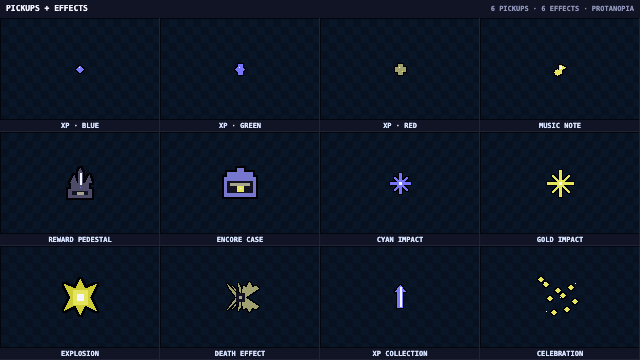 PICKUPS + EFFECTS
6 PICKUPS · 6 EFFECTS · PROTANOPIA
XP · BLUE
XP · GREEN
XP · RED
MUSIC NOTE
REWARD PEDESTAL
ENCORE CASE
CYAN IMPACT
GOLD IMPACT
EXPLOSION
DEATH EFFECT
XP COLLECTION
CELEBRATION